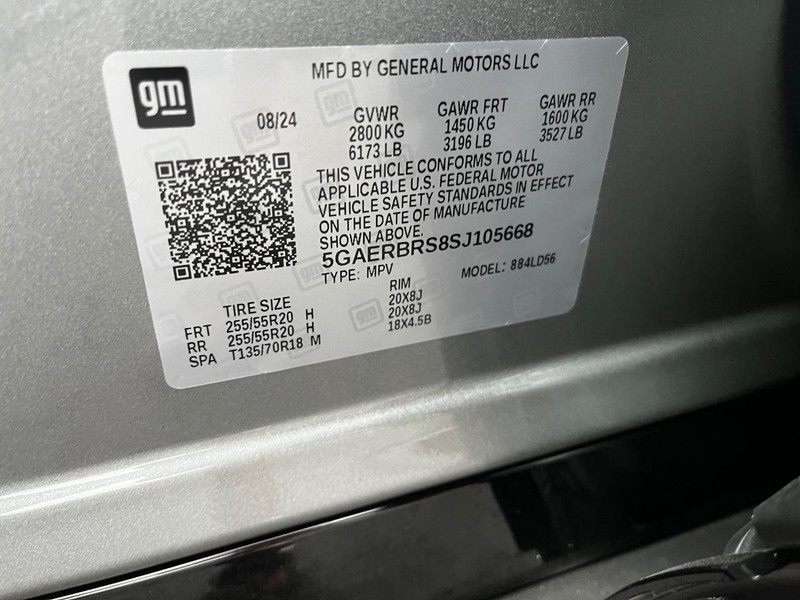 gm
MFD BY GENERAL MOTORS LLC
08/24
GVWR GAWR FRT GAWR RR
2800 KG 1450 KG 1600 KG
6173 LB 3196 LB 3527 LB
THIS VEHICLE CONFORMS TO ALL
APPLICABLE U.S. FEDERAL MOTOR
VEHICLE SAFETY STANDARDS IN EFFECT
ON THE DATE OF MANUFACTURE
SHOWN ABOVE.
5GAERBRS8SJ105668
TYPE: MPV MODEL: 884LD56
TIRE SIZE RIM
FRT 255/55R20 H 20X8J
RR 255/55R20 H 20X8J
SPA T135/70R18 M 18X4.5B